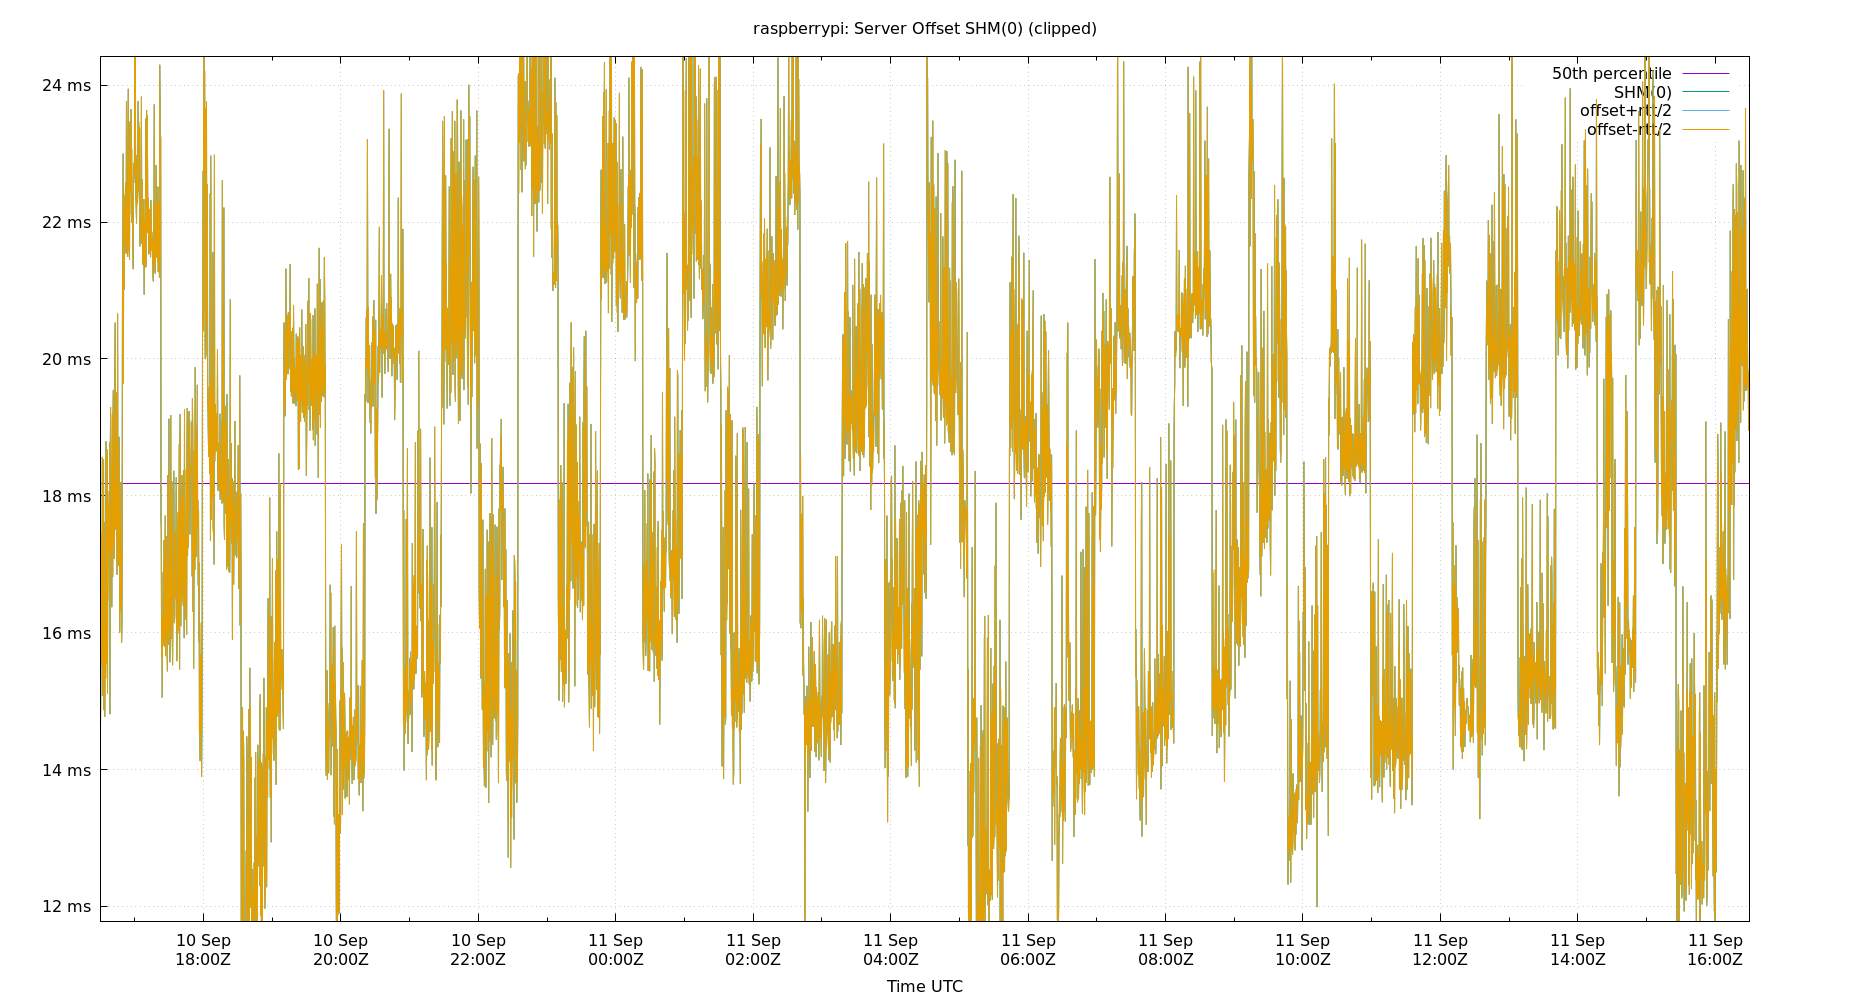 raspberrypi: Server Offset SHM(0) (clipped)
50th percentile
SHM(0)
offset+rtt/2
offset-rtt/2
24 ms
22 ms
20 ms
18 ms
16 ms
14 ms
12 ms
10 Sep 10 Sep 10 Sep 11 Sep 11 Sep 11 Sep 11 Sep 11 Sep 11 Sep 11 Sep 11 Sep 11 Sep
18:00Z 20:00Z 22:00Z 00:00Z 02:00Z 04:00Z 06:00Z 08:00Z 10:00Z 12:00Z 14:00Z 16:00Z
Time UTC